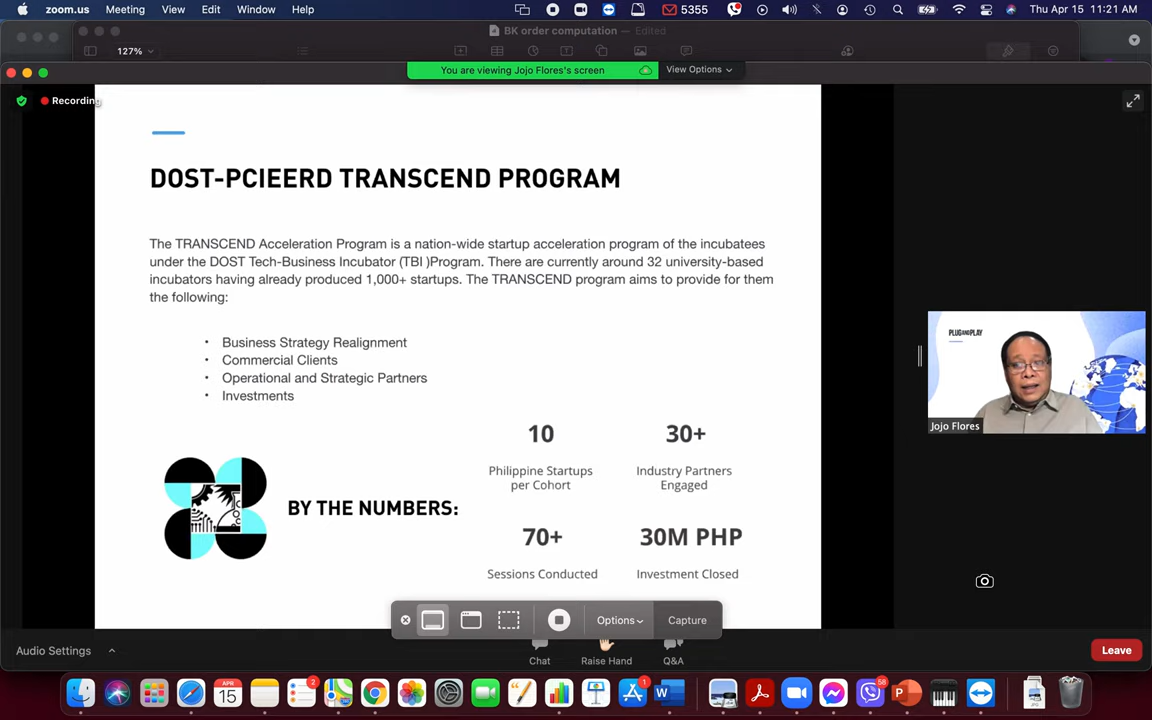 zoom.us Meeting View Edit Window Help
5355
Thu Apr 15 11:21 AM
BK order computation — Edited
127%
You are viewing Jojo Flores's screen
View Options
Recording
DOST-PCIEERD TRANSCEND PROGRAM
The TRANSCEND Acceleration Program is a nation-wide startup acceleration program of the incubatees
under the DOST Tech-Business Incubator (TBI )Program. There are currently around 32 university-based
incubators having already produced 1,000+ startups. The TRANSCEND program aims to provide for them
the following:
• Business Strategy Realignment
• Commercial Clients
• Operational and Strategic Partners
• Investments
BY THE NUMBERS:
10
Philippine Startups
per Cohort
30+
Industry Partners
Engaged
70+
Sessions Conducted
30M PHP
Investment Closed
PLUGANDPLAY
Jojo Flores
Options
Capture
Audio Settings
Chat
Raise Hand
Q&A
Leave
APR
15
2
1
58